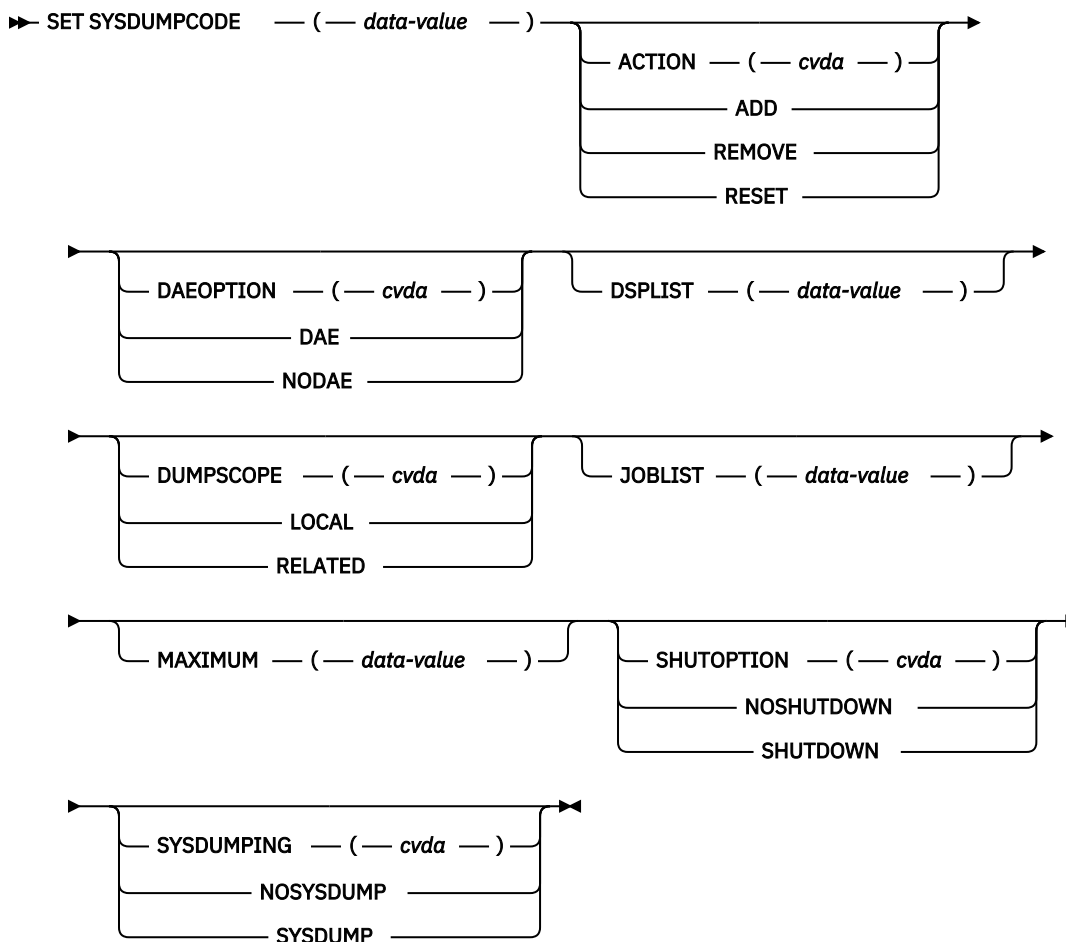 SET SYSDUMPCODE ( data-value )
ACTION ( cvda )
ADD
REMOVE
RESET
DAEOPTION ( cvda )
DAE
NODAE
DSPLIST ( data-value )
DUMPSCOPE ( cvda )
LOCAL
RELATED
JOBLIST ( data-value )
MAXIMUM ( data-value )
SHUTOPTION ( cvda )
NOSHUTDOWN
SHUTDOWN
SYSDUMPING ( cvda )
NOSYSDUMP
SYSDUMP